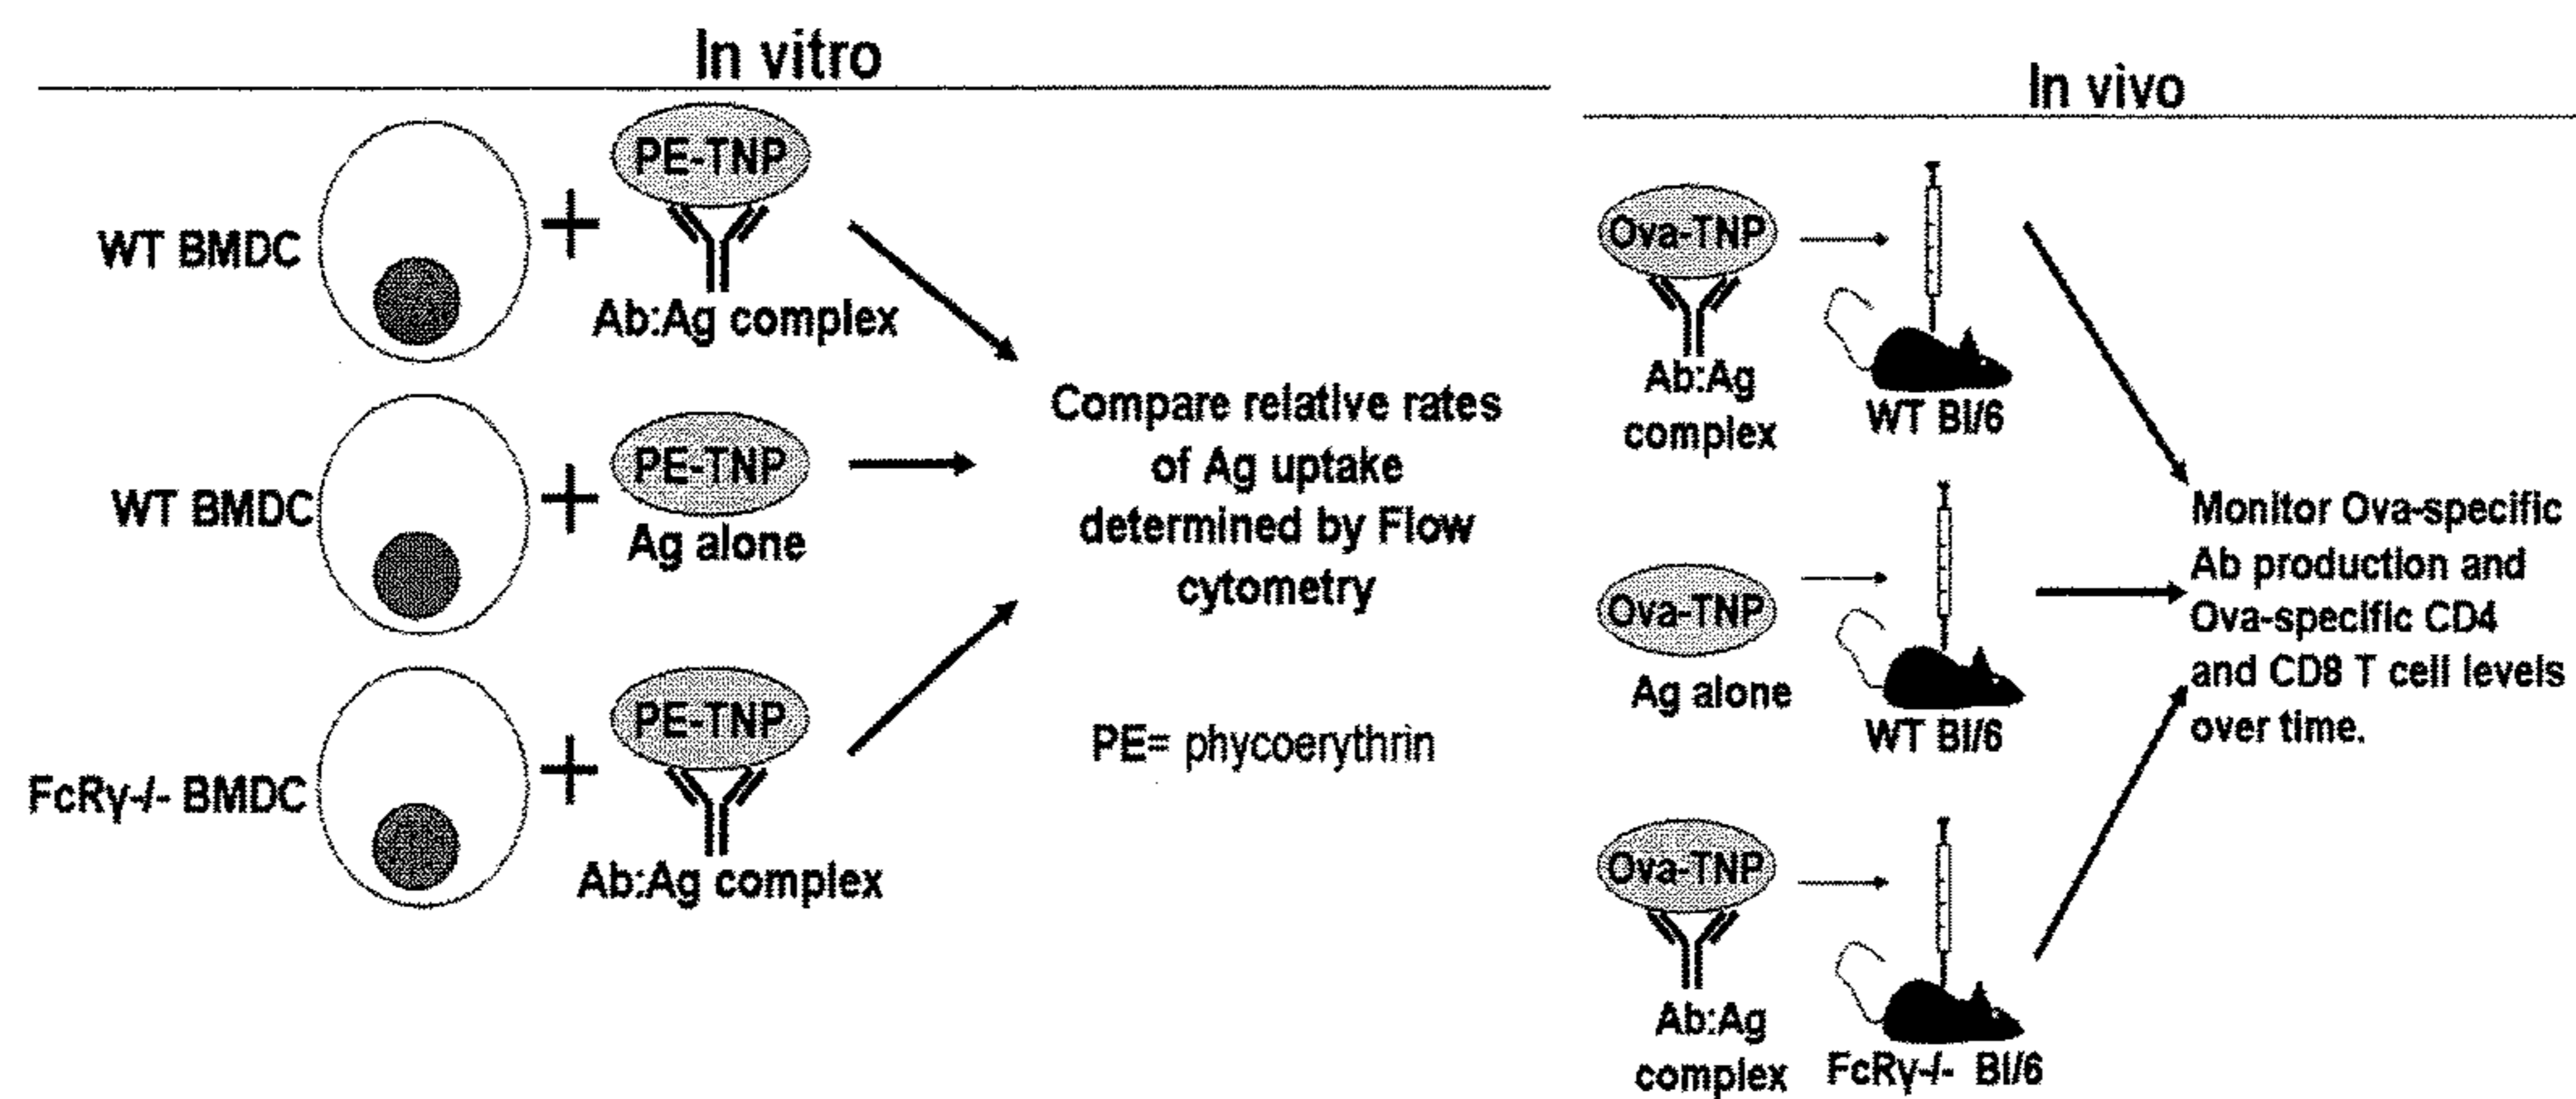 In vitro
WT BMDC
PE-TNP
Ab:Ag complex
WT BMDC
PE-TNP
Ag alone
FcRγ-/- BMDC
PE-TNP
Ab:Ag complex
Compare relative rates
of Ag uptake
determined by Flow
cytometry
PE= phycoerythrin
In vivo
Ova-TNP
Ab:Ag
complex
WT Bl/6
Ova-TNP
Ag alone
WT Bl/6
Ova-TNP
Ab:Ag
complex
FcRγ-/- Bl/6
Monitor Ova-specific
Ab production and
Ova-specific CD4
and CD8 T cell levels
over time.